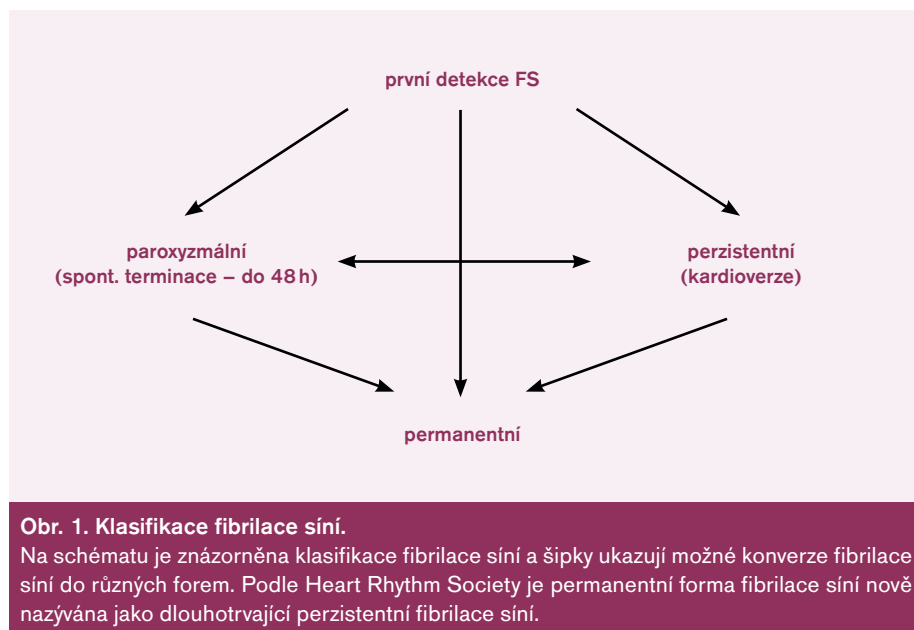 první detekce FS
paroxyzmální
(spont. terminace – do 48 h)
perzistentní
(kardioverze)
permanentní
Obr. 1. Klasifikace fibrilace síní.
Na schématu je znázorněna klasifikace fibrilace síní a šipky ukazují možné konverze fibrilace
síní do různých forem. Podle Heart Rhythm Society je permanentní forma fibrilace síní nově
nazývána jako dlouhotrvající perzistentní fibrilace síní.